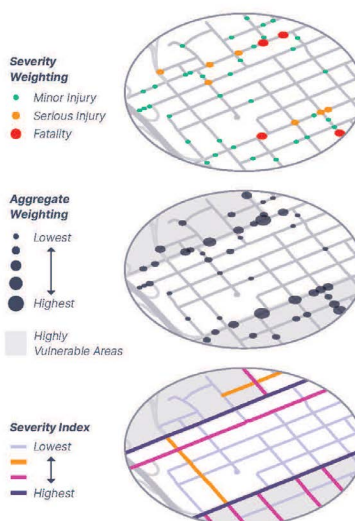 Severity
Weighting
Minor Injury
Serious Injury
Fatality
Aggregate
Weighting
Lowest
Highest
Highly
Vulnerable Areas
Severity Index
Lowest
Highest